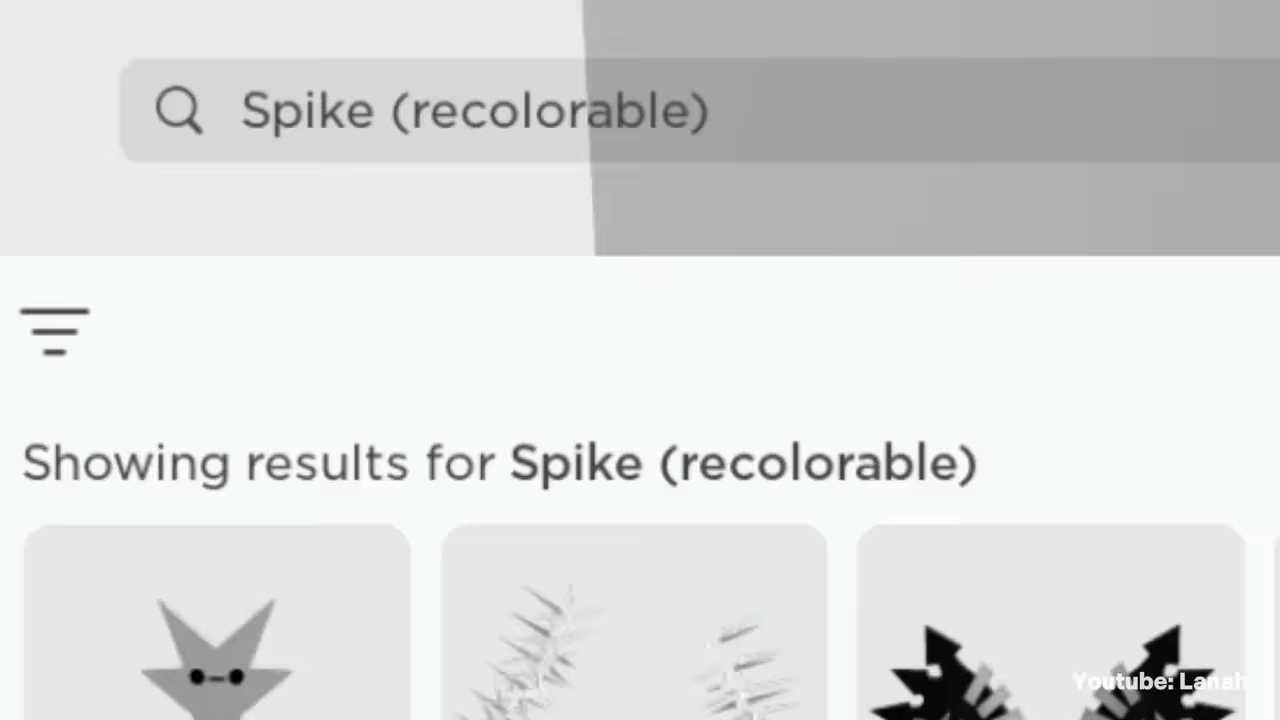 Spike (recolorable)
Showing results for Spike (recolorable)
Youtube: Lanah